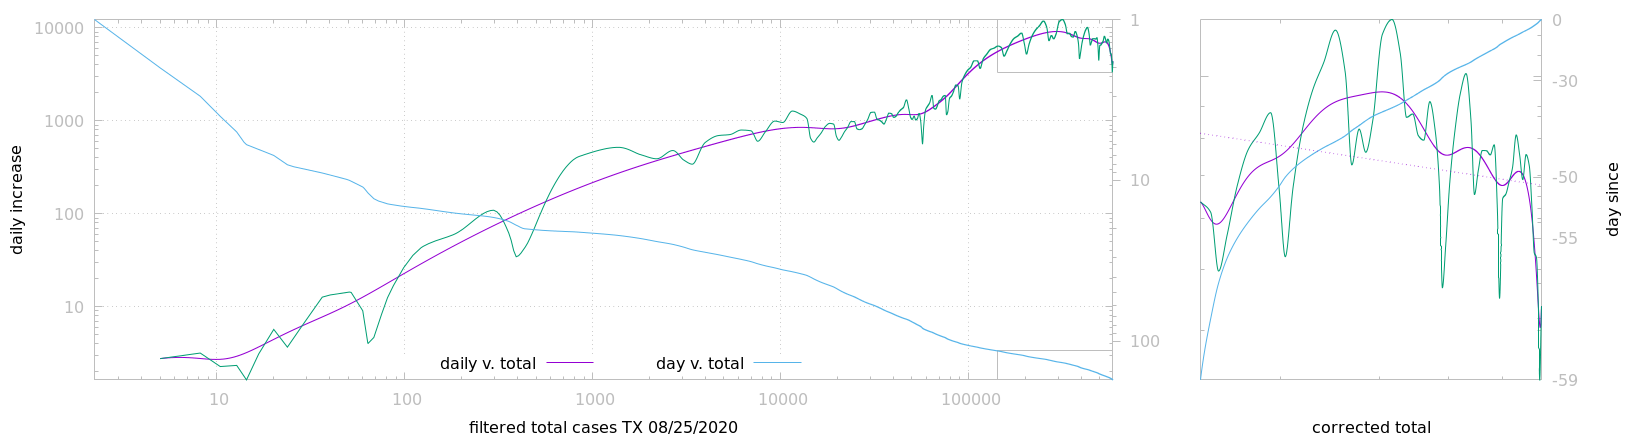 10000
1000
100
10
daily increase
10
100
1000
10000
100000
filtered total cases TX 08/25/2020
daily v. total
day v. total
1
10
100
0
-30
-50
-55
-59
day since
corrected total